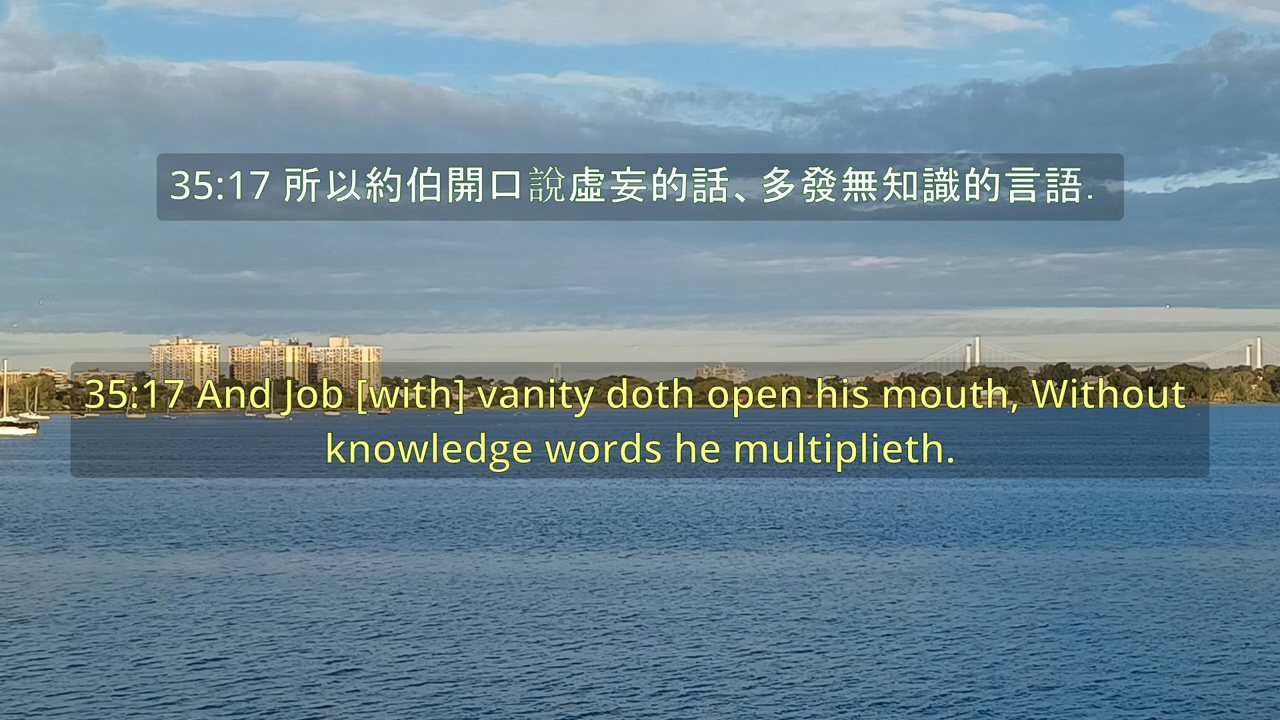 35:17 所以約伯開口說虛妄的話、多發無知識的言語.
35:17 And Job [with] vanity doth open his mouth, Without
knowledge words he multiplieth.